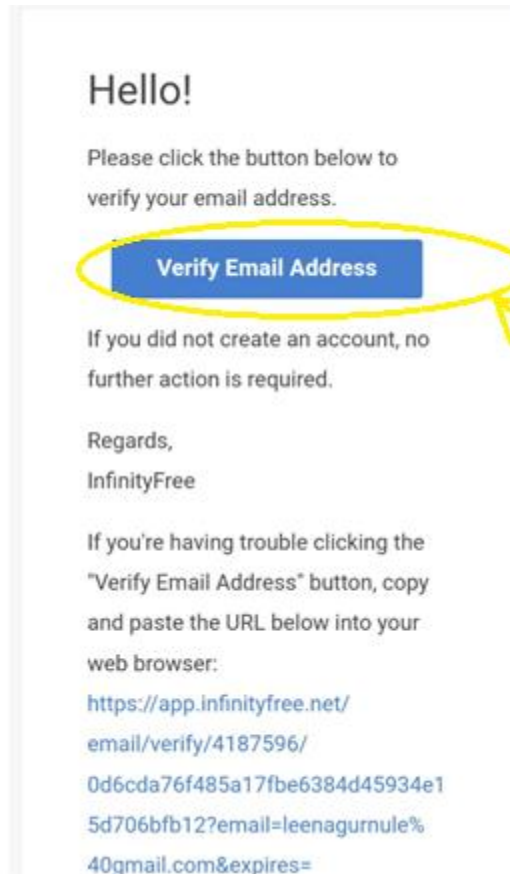 Hello!
Please click the button below to
verify your email address.
Verify Email Address
If you did not create an account, no
further action is required.
Regards,
InfinityFree
If you're having trouble clicking the
"Verify Email Address" button, copy
and paste the URL below into your
web browser:
https://app.infinityfree.net/
email/verify/4187596/
0d6cda76f485a17fbe6384d45934e1
5d706bfb12?email=leenagurnule%
40gmail.com&expires=